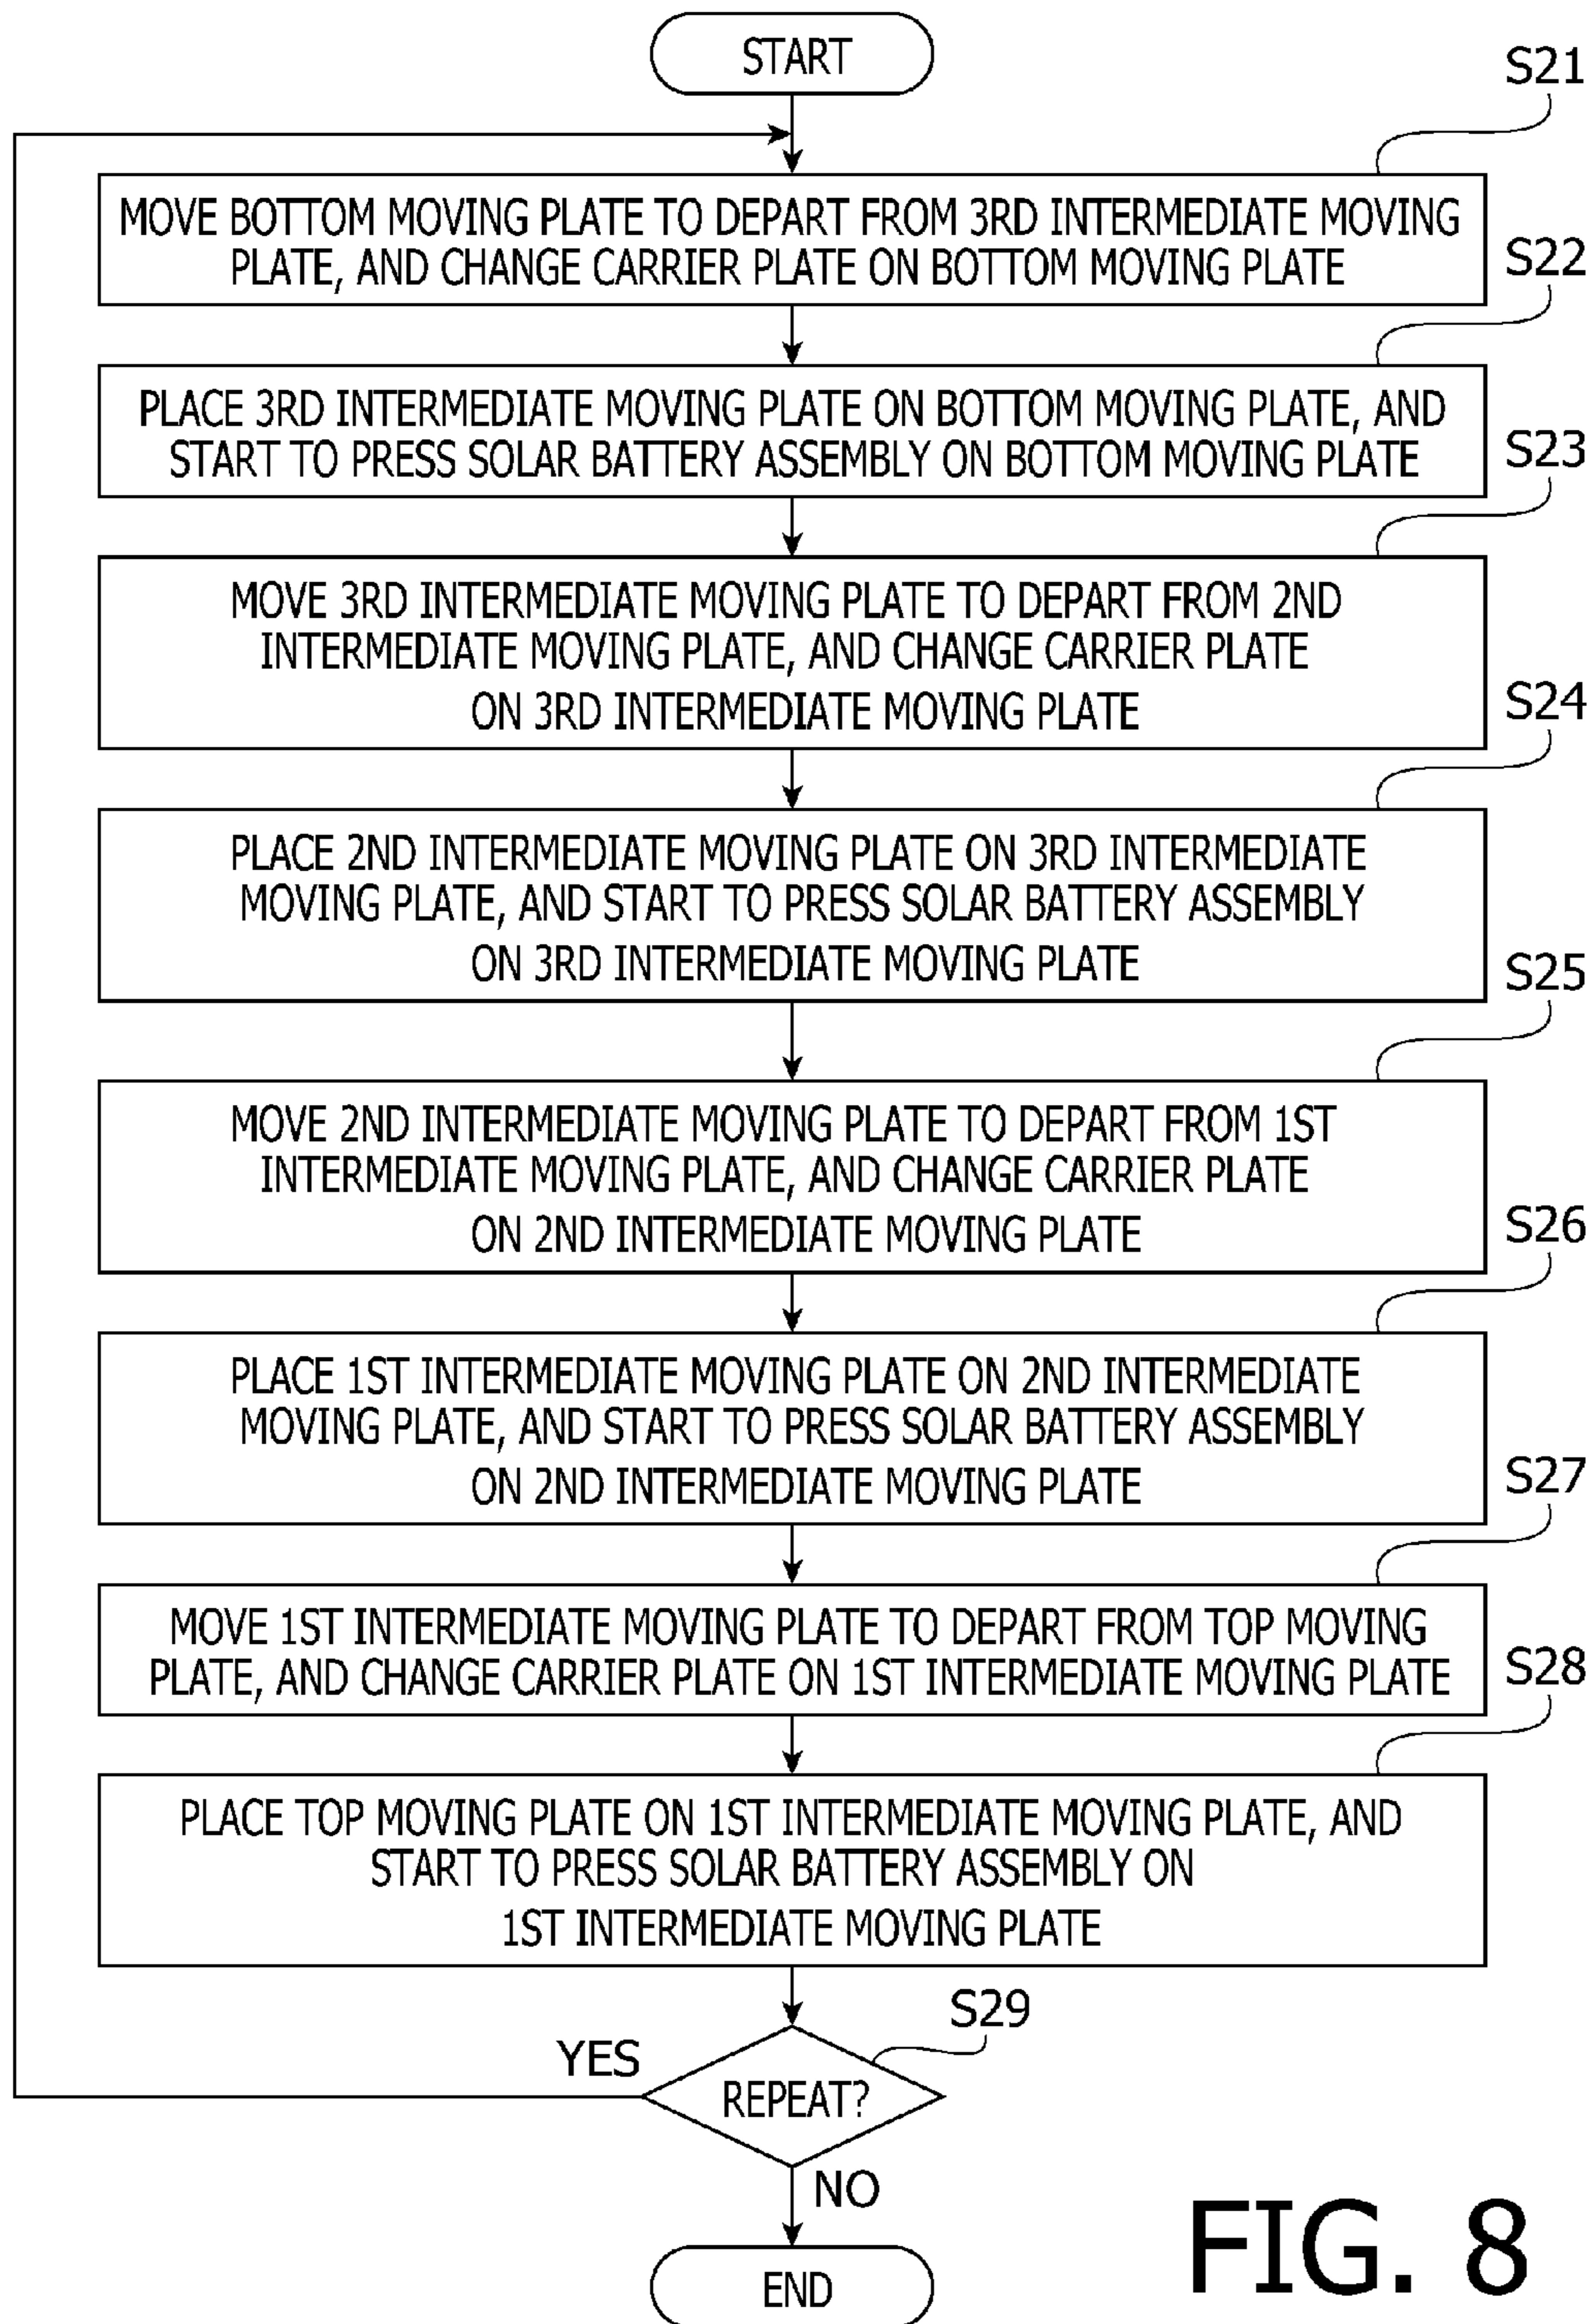 START
S21
MOVE BOTTOM MOVING PLATE TO DEPART FROM 3RD INTERMEDIATE MOVING
PLATE, AND CHANGE CARRIER PLATE ON BOTTOM MOVING PLATE
S22
PLACE 3RD INTERMEDIATE MOVING PLATE ON BOTTOM MOVING PLATE, AND
START TO PRESS SOLAR BATTERY ASSEMBLY ON BOTTOM MOVING PLATE
S23
MOVE 3RD INTERMEDIATE MOVING PLATE TO DEPART FROM 2ND
INTERMEDIATE MOVING PLATE, AND CHANGE CARRIER PLATE
ON 3RD INTERMEDIATE MOVING PLATE
S24
PLACE 2ND INTERMEDIATE MOVING PLATE ON 3RD INTERMEDIATE
MOVING PLATE, AND START TO PRESS SOLAR BATTERY ASSEMBLY
ON 3RD INTERMEDIATE MOVING PLATE
S25
MOVE 2ND INTERMEDIATE MOVING PLATE TO DEPART FROM 1ST
INTERMEDIATE MOVING PLATE, AND CHANGE CARRIER PLATE
ON 2ND INTERMEDIATE MOVING PLATE
S26
PLACE 1ST INTERMEDIATE MOVING PLATE ON 2ND INTERMEDIATE
MOVING PLATE, AND START TO PRESS SOLAR BATTERY ASSEMBLY
ON 2ND INTERMEDIATE MOVING PLATE
S27
MOVE 1ST INTERMEDIATE MOVING PLATE TO DEPART FROM TOP MOVING
PLATE, AND CHANGE CARRIER PLATE ON 1ST INTERMEDIATE MOVING PLATE
S28
PLACE TOP MOVING PLATE ON 1ST INTERMEDIATE MOVING PLATE, AND
START TO PRESS SOLAR BATTERY ASSEMBLY ON
1ST INTERMEDIATE MOVING PLATE
S29
YES
REPEAT?
NO
END
FIG. 8